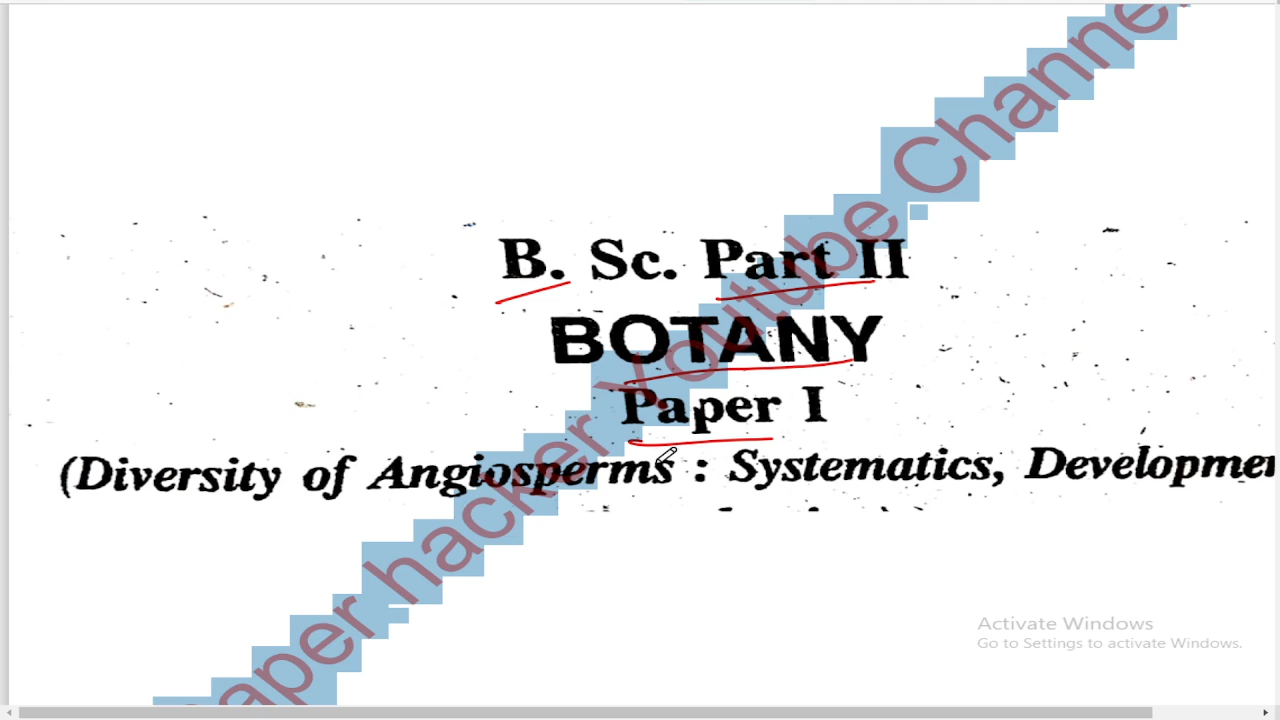 B. Sc. Part II
BOTANY
Paper I
(Diversity of Angiosperms : Systematics, Developmen
paper hacker Youtube Channe
Activate Windows
Go to Settings to activate Windows.